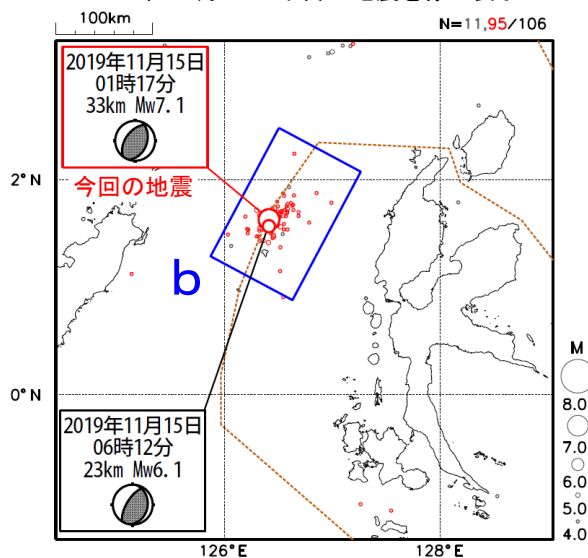 100km
N=11,95/106
2019年11月15日
01時17分
33km Mw7.1
今回の地震
2°N
b
0°N
2019年11月15日
06時12分
23km Mw6.1
M
8.0
7.0
6.0
5.0
4.0
126°E
128°E